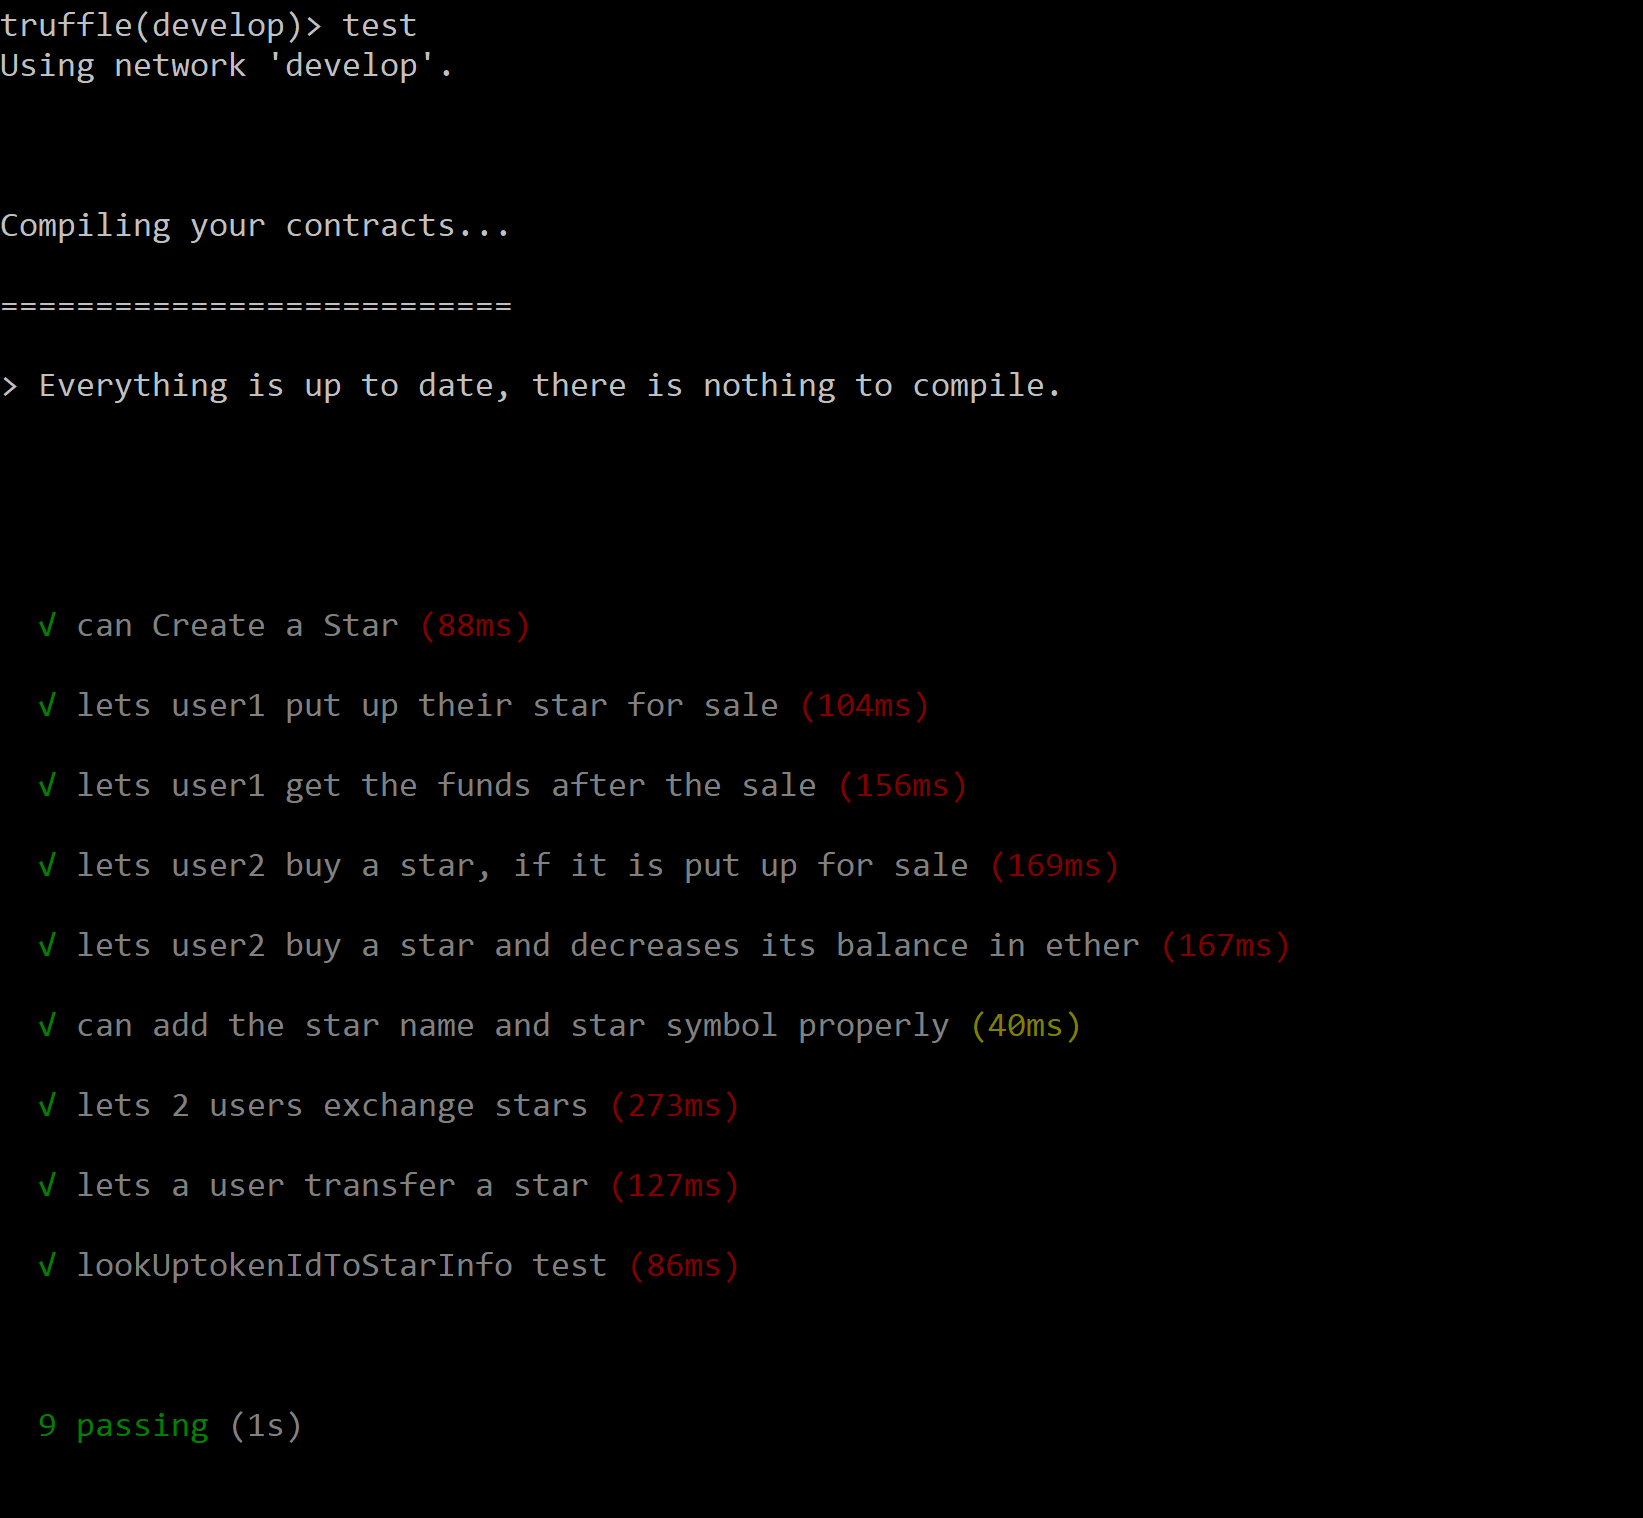 truffle(develop)> test
Using network 'develop'.
Compiling your contracts...
===========================
> Everything is up to date, there is nothing to compile.
√ can Create a Star (88ms)
√ lets user1 put up their star for sale (104ms)
√ lets user1 get the funds after the sale (156ms)
√ lets user2 buy a star, if it is put up for sale (169ms)
√ lets user2 buy a star and decreases its balance in ether (167ms)
√ can add the star name and star symbol properly (40ms)
√ lets 2 users exchange stars (273ms)
√ lets a user transfer a star (127ms)
√ lookUptokenIdToStarInfo test (86ms)
9 passing (1s)